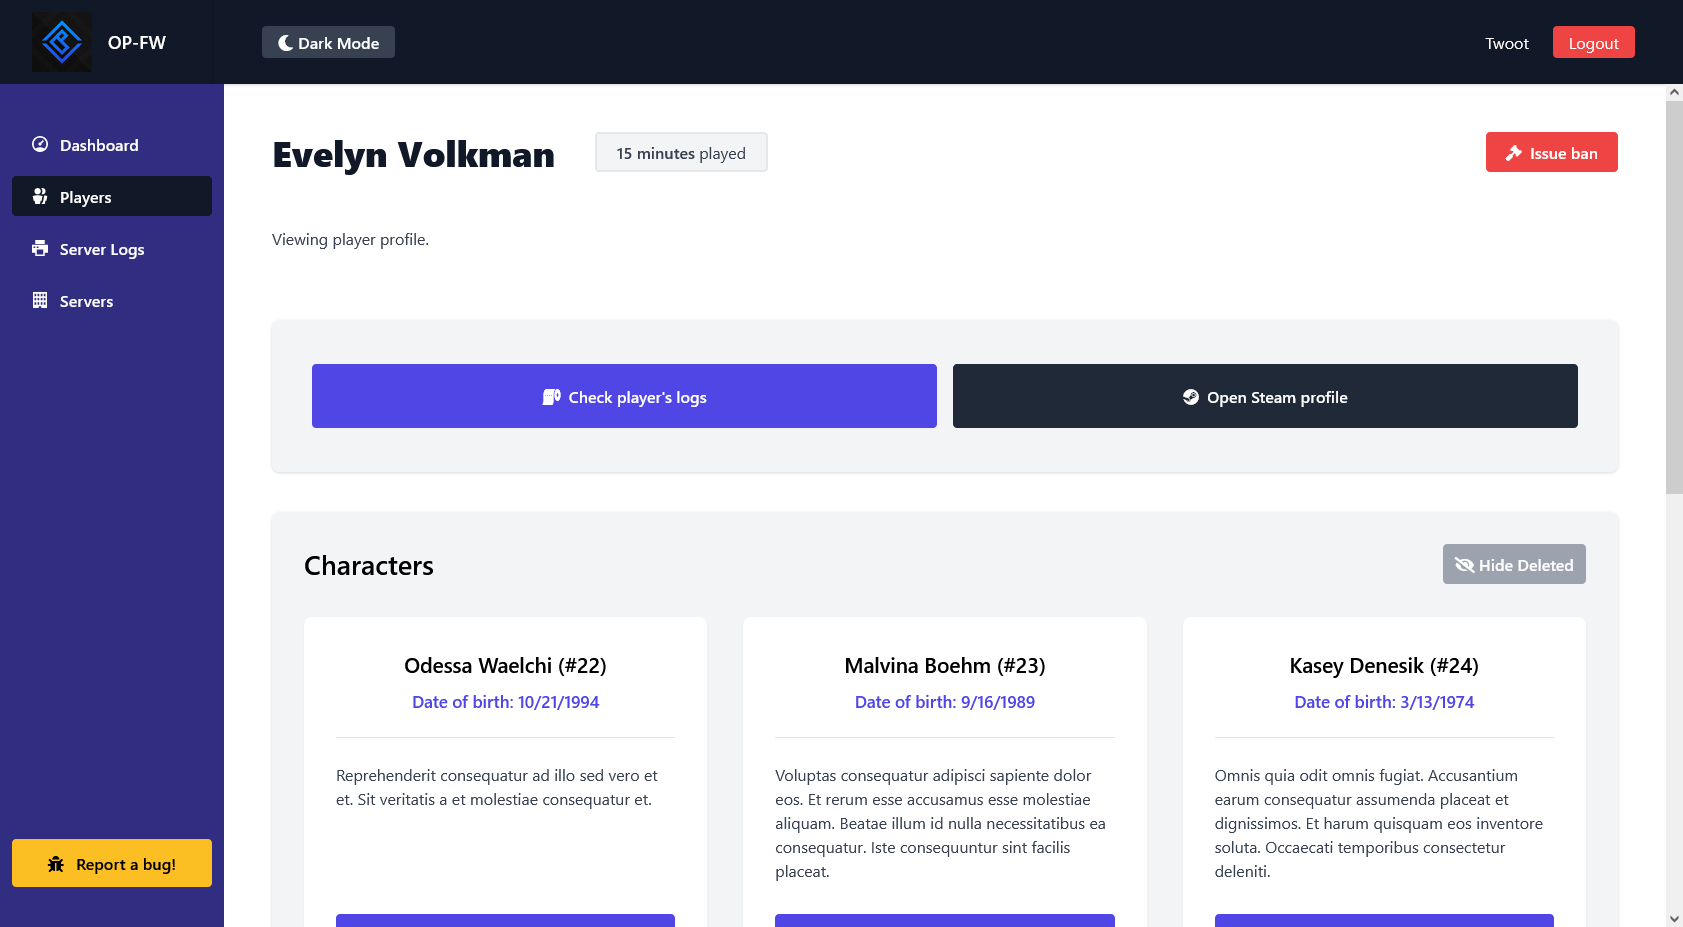 OP-FW
Dark Mode
Twoot
Logout
Dashboard
Players
Server Logs
Servers
Report a bug!
Evelyn Volkman
15 minutes played
Issue ban
Viewing player profile.
Check player's logs
Open Steam profile
Characters
Hide Deleted
Odessa Waelchi (#22)
Date of birth: 10/21/1994
Reprehenderit consequatur ad illo sed vero et
et. Sit veritatis a et molestiae consequatur et.
Malvina Boehm (#23)
Date of birth: 9/16/1989
Voluptas consequatur adipisci sapiente dolor
eos. Et rerum esse accusamus esse molestiae
aliquam. Beatae illum id nulla necessitatibus ea
consequatur. Iste consequuntur sint facilis
placeat.
Kasey Denesik (#24)
Date of birth: 3/13/1974
Omnis quia odit omnis fugiat. Accusantium
earum consequatur assumenda placeat et
dignissimos. Et harum quisquam eos inventore
soluta. Occaecati temporibus consectetur
deleniti.